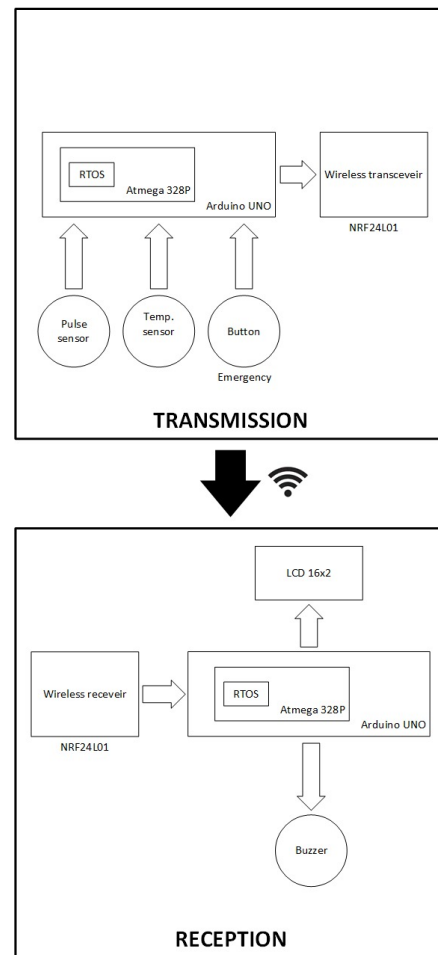 RTOS
Atmega 328P
Arduino UNO
Wireless transceveir
NRF24L01
Pulse
sensor
Temp.
sensor
Button
Emergency
TRANSMISSION
LCD 16x2
Wireless receveir
NRF24L01
RTOS
Atmega 328P
Arduino UNO
Buzzer
RECEPTION